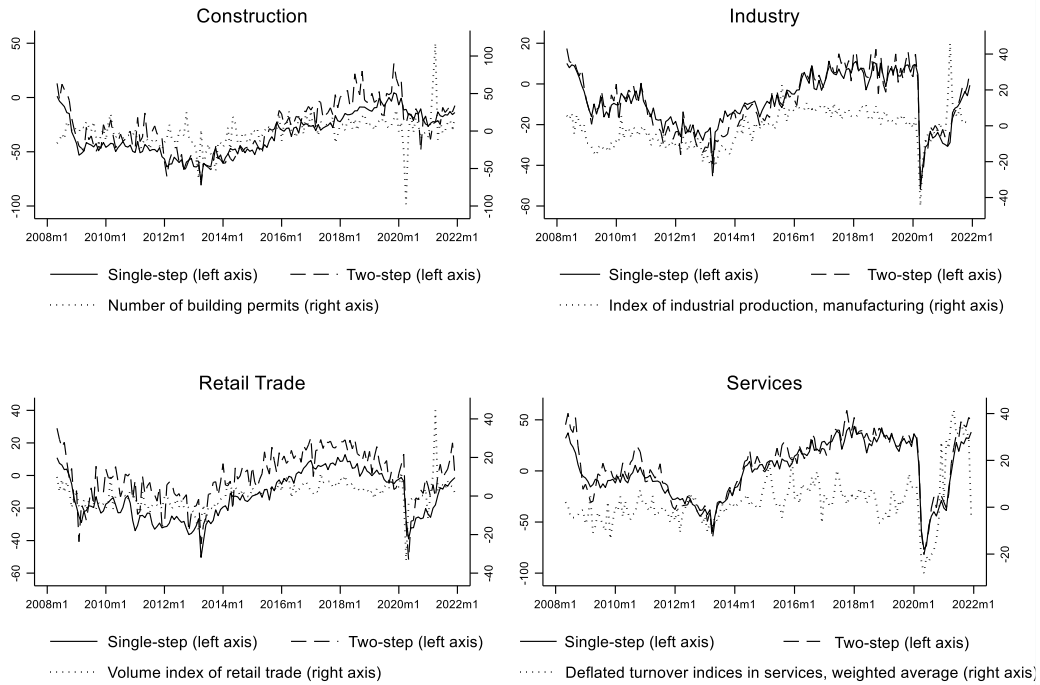 Construction
50
0
-50
-100
100
50
0
-50
-100
2008m1 2010m1 2012m1 2014m1 2016m1 2018m1 2020m1 2022m1
Single-step (left axis) Two-step (left axis)
Number of building permits (right axis)
Industry
20
0
-20
-40
-60
40
20
0
-20
-40
2008m1 2010m1 2012m1 2014m1 2016m1 2018m1 2020m1 2022m1
Single-step (left axis) Two-step (left axis)
Index of industrial production, manufacturing (right axis)
Retail Trade
40
20
0
-20
-40
-60
40
20
0
-20
-40
2008m1 2010m1 2012m1 2014m1 2016m1 2018m1 2020m1 2022m1
Single-step (left axis) Two-step (left axis)
Volume index of retail trade (right axis)
Services
50
0
-50
-100
40
20
0
-20
2008m1 2010m1 2012m1 2014m1 2016m1 2018m1 2020m1 2022m1
Single-step (left axis) Two-step (left axis)
Deflated turnover indices in services, weighted average (right axis)